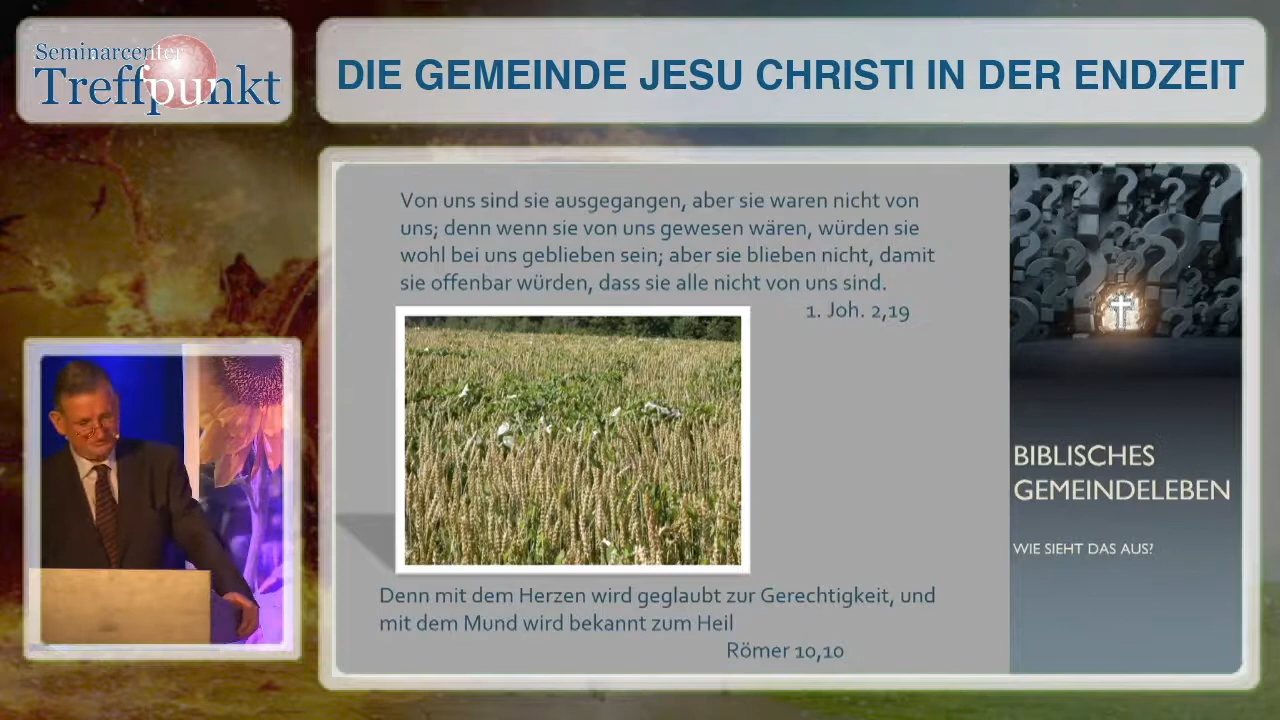 Seminarcenter
Treffpunkt
DIE GEMEINDE JESU CHRISTI IN DER ENDZEIT
Von uns sind sie ausgegangen, aber sie waren nicht von
uns; denn wenn sie von uns gewesen wären, würden sie
wohl bei uns geblieben sein; aber sie blieben nicht, damit
sie offenbar würden, dass sie alle nicht von uns sind.
1. Joh. 2,19
Denn mit dem Herzen wird geglaubt zur Gerechtigkeit, und
mit dem Mund wird bekannt zum Heil
Römer 10,10
BIBLISCHES
GEMEINDELEBEN
WIE SIEHT DAS AUS?